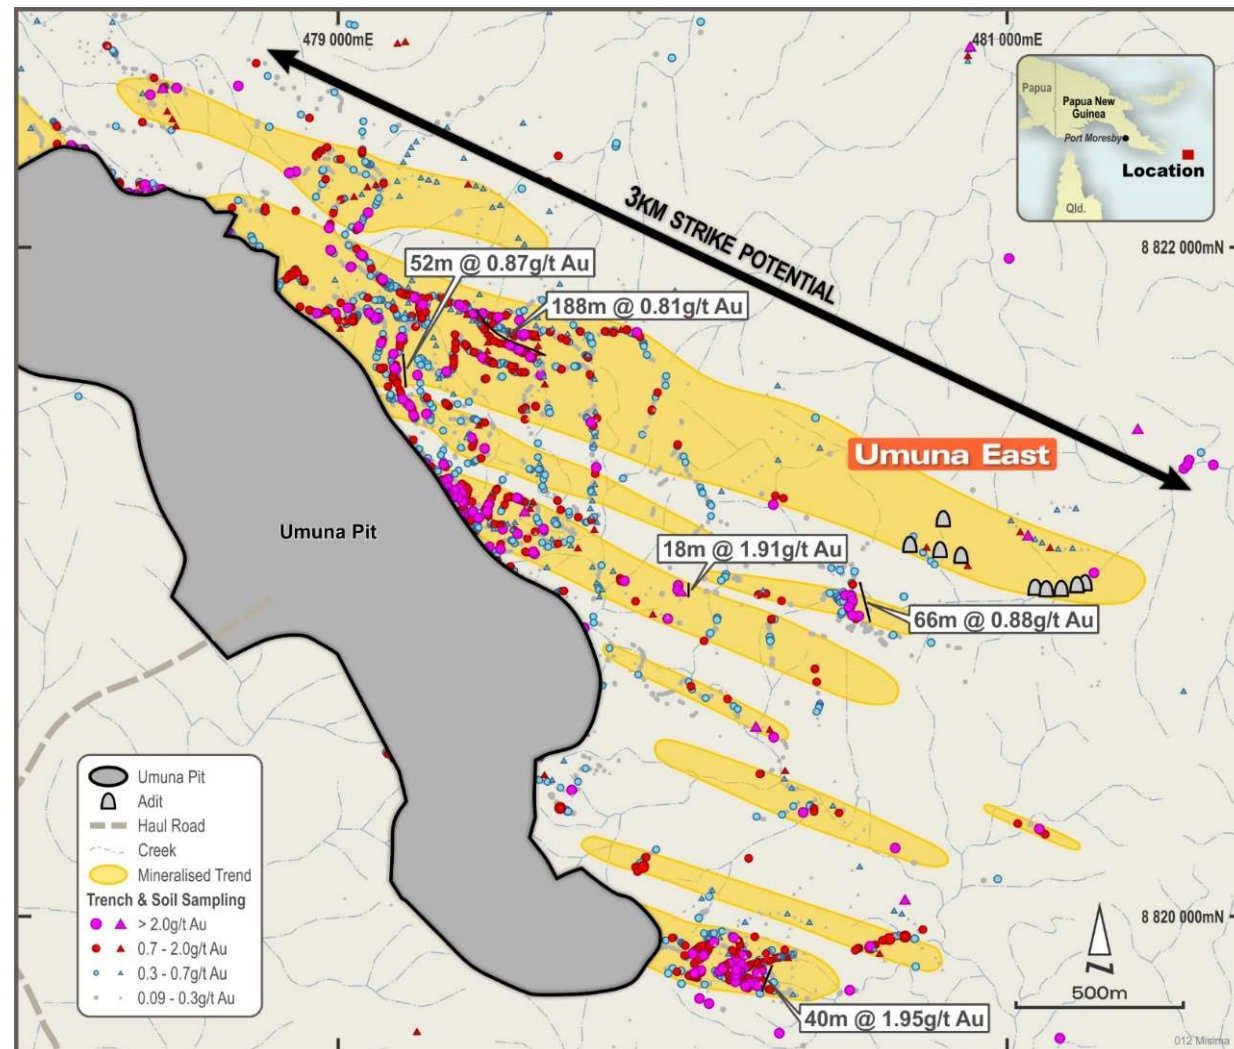 479 000mE
481 000mE
Papua
Papua New
Guinea
Port Moresby
Location
Qld.
3KM STRIKE POTENTIAL
8 822 000mN
52m @ 0.87g/t Au
188m @ 0.81g/t Au
Umuna East
Umuna Pit
18m @ 1.91g/t Au
66m @ 0.88g/t Au
Umuna Pit
Adit
Haul Road
Creek
Mineralised Trend
Trench & Soil Sampling
> 2.0g/t Au
0.7 - 2.0g/t Au
0.3 - 0.7g/t Au
0.09 - 0.3g/t Au
8 820 000mN
N
500m
40m @ 1.95g/t Au
012 Misima